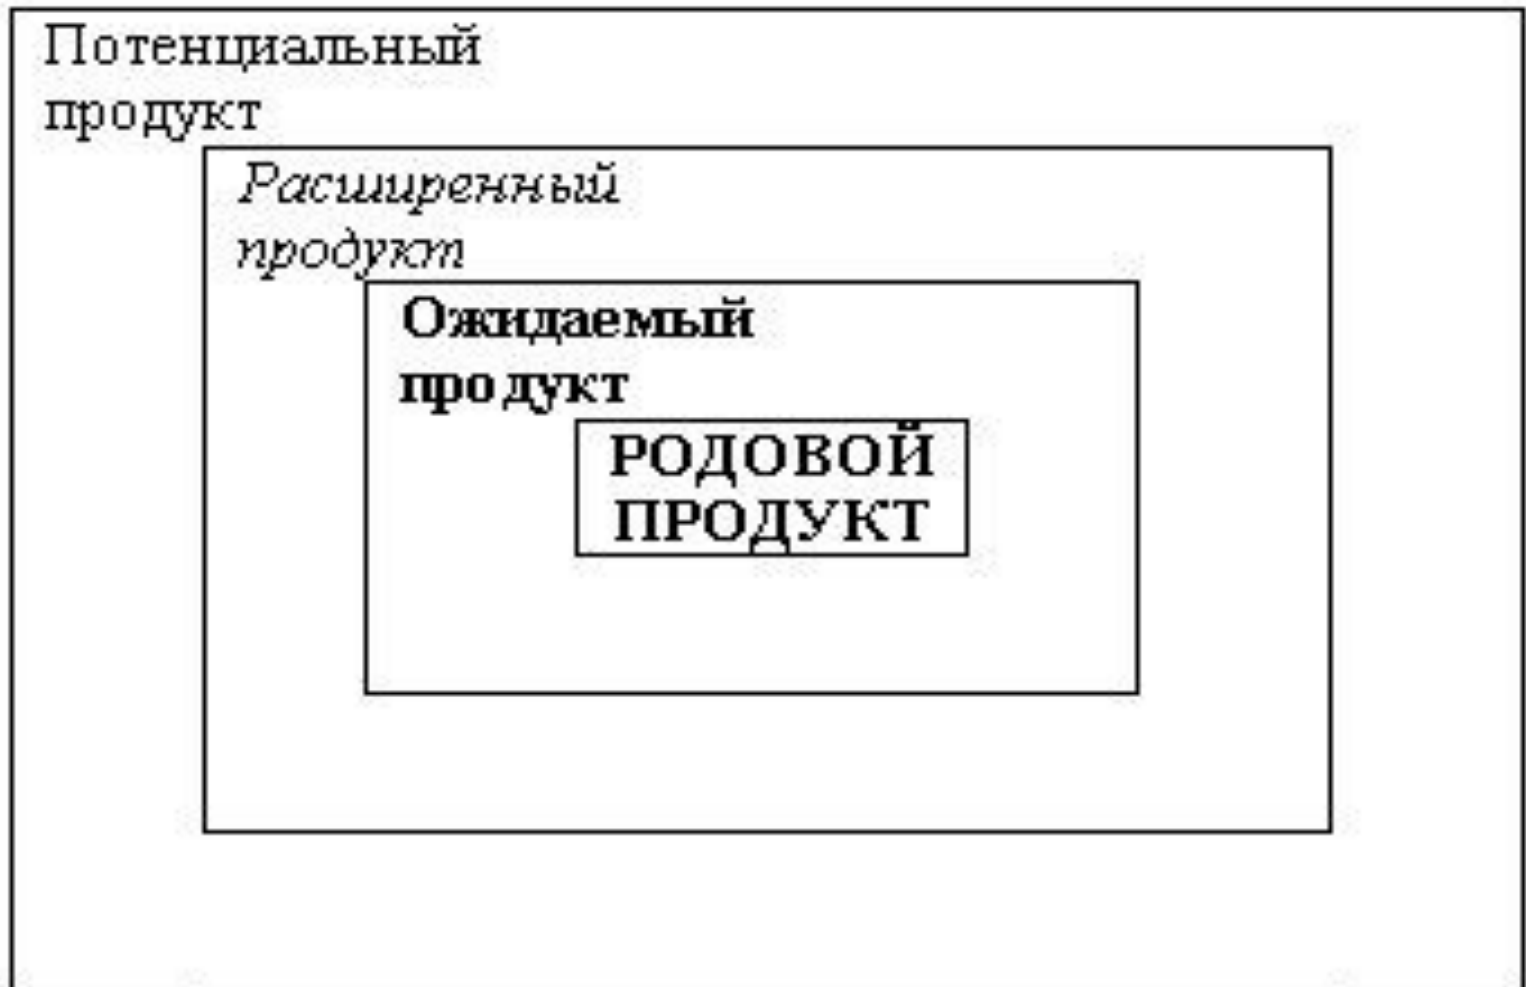 Потенциальный
продукт
Расширенный
продукт
Ожидаемый
продукт
РОДОВОЙ
ПРОДУКТ